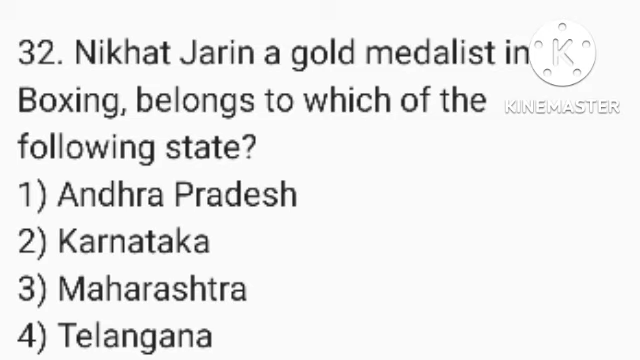 32. Nikhat Jarin a gold medalist in
Boxing, belongs to which of the
following state?
1) Andhra Pradesh
2) Karnataka
3) Maharashtra
4) Telangana
K
KINEMASTER